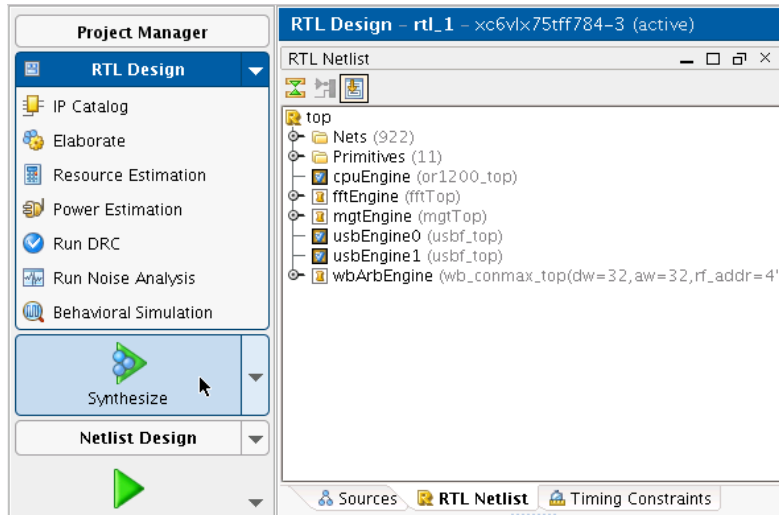 Project Manager
RTL Design
IP Catalog
Elaborate
Resource Estimation
Power Estimation
Run DRC
Run Noise Analysis
Behavioral Simulation
Synthesize
Netlist Design
RTL Design - rtl_1 - xc6vlx75tff784-3 (active)
RTL Netlist
top
Nets (922)
Primitives (11)
cpuEngine (or1200_top)
fftEngine (fftTop)
mgtEngine (mgtTop)
usbEngine0 (usbf_top)
usbEngine1 (usbf_top)
wbArbEngine (wb_conmax_top(dw=32,aw=32,rf_addr=4'
Sources
RTL Netlist
Timing Constraints